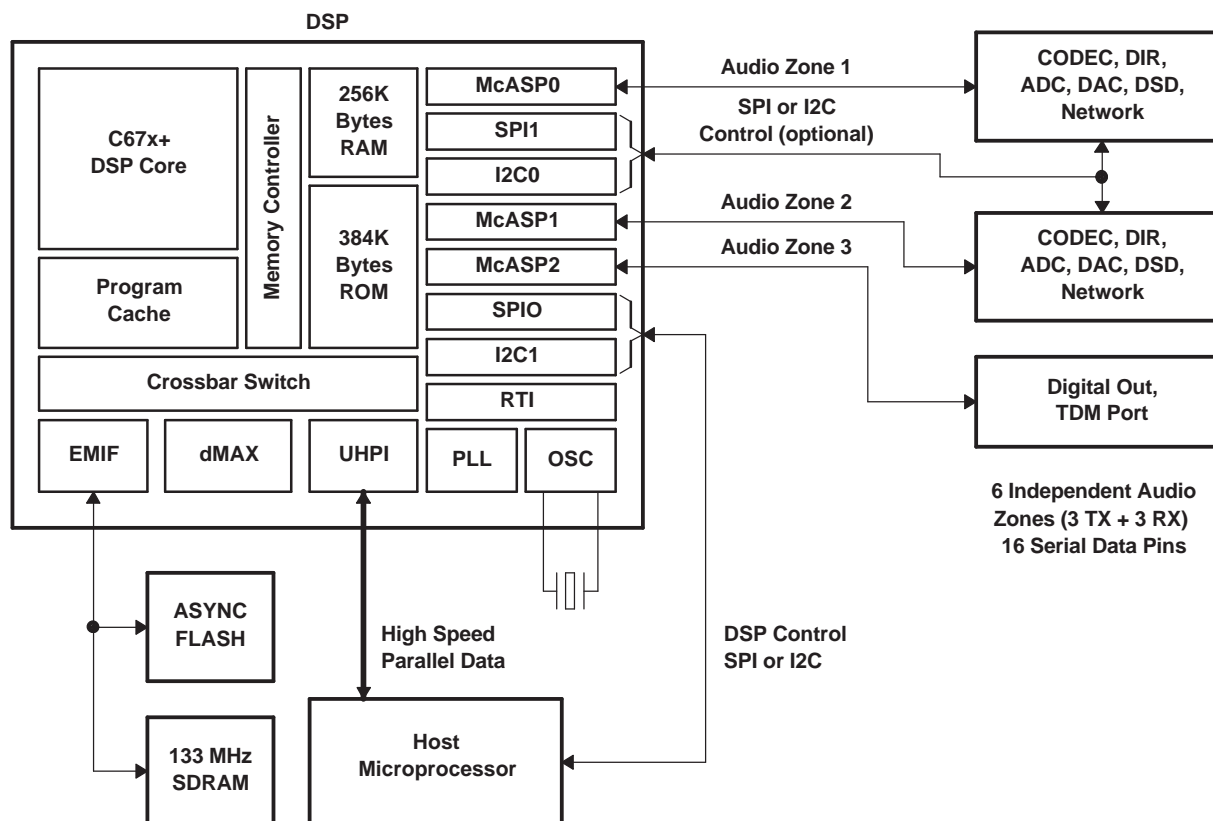 DSP
C67x+
DSP Core
Program
Cache
Memory Controller
256K
Bytes
RAM
384K
Bytes
ROM
McASP0
SPI1
I2C0
McASP1
McASP2
SPIO
I2C1
RTI
Crossbar Switch
EMIF
dMAX
UHPI
PLL
OSC
Audio Zone 1
SPI or I2C
Control (optional)
Audio Zone 2
Audio Zone 3
CODEC, DIR,
ADC, DAC, DSD,
Network
CODEC, DIR,
ADC, DAC, DSD,
Network
Digital Out,
TDM Port
6 Independent Audio
Zones (3 TX + 3 RX)
16 Serial Data Pins
ASYNC
FLASH
133 MHz
SDRAM
High Speed
Parallel Data
Host
Microprocessor
DSP Control
SPI or I2C